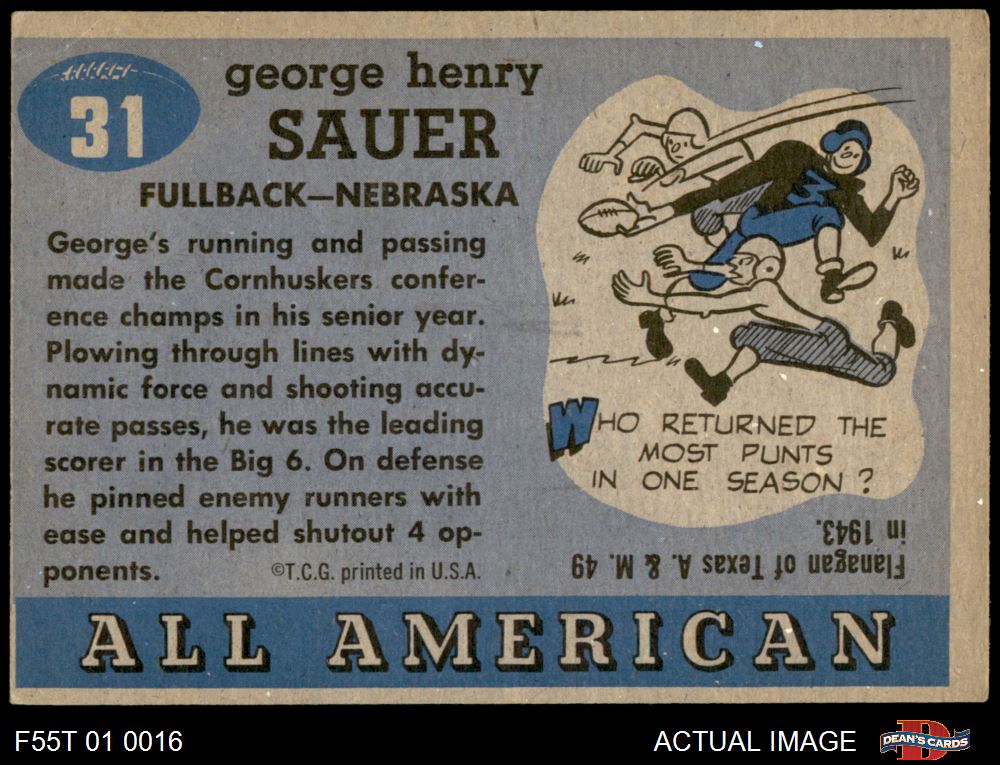 31
george henry
SAUER
FULLBACK—NEBRASKA
George's running and passing
made the Cornhuskers confer-
ence champs in his senior year.
Plowing through lines with dy-
namic force and shooting accu-
rate passes, he was the leading
scorer in the Big 6. On defense
he pinned enemy runners with
ease and helped shutout 4 op-
ponents.
©T.C.G. printed in U.S.A.
N
WHO RETURNED THE
MOST PUNTS
IN ONE SEASON ?
Flanagan of Texas A. & M. 49
in 1943.
ALL AMERICAN
F55T 01 0016
ACTUAL IMAGE
D
DEAN'S CARDS